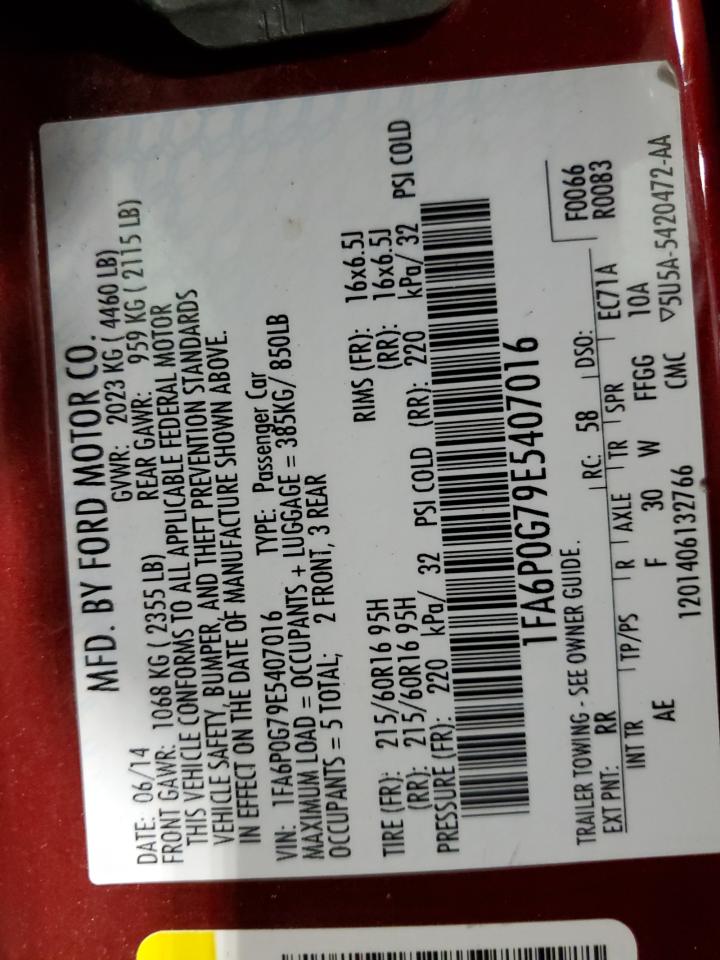 MFD. BY FORD MOTOR CO.
DATE: 06/14 GVWR: 2023 KG ( 4460 LB)
FRONT GAWR: 1068 KG ( 2355 LB) REAR GAWR: 959 KG ( 2115 LB)
THIS VEHICLE CONFORMS TO ALL APPLICABLE FEDERAL MOTOR
VEHICLE SAFETY, BUMPER, AND THEFT PREVENTION STANDARDS
IN EFFECT ON THE DATE OF MANUFACTURE SHOWN ABOVE.
VIN: 1FA6P0G79E5407016 TYPE: Passenger Car
MAXIMUM LOAD = OCCUPANTS + LUGGAGE = 385KG/ 850LB
OCCUPANTS = 5 TOTAL; 2 FRONT, 3 REAR
TIRE (FR): 215/60R16 95H RIMS (FR): 16x6.5J
(RR): 215/60R16 95H (RR): 16x6.5J
PRESSURE (FR): 220 kPa/ 32 PSI COLD (RR): 220 kPa/ 32 PSI COLD
1FA6P0G79E5407016
TRAILER TOWING - SEE OWNER GUIDE. F0066
EXT PNT: RR RC: 58 DSO: R0083
INT TR TP/PS R AXLE TR SPR EC71A
AE F 30 W FFGG 10A
1201406132766 CMC ▽5U5A-5420472-AA